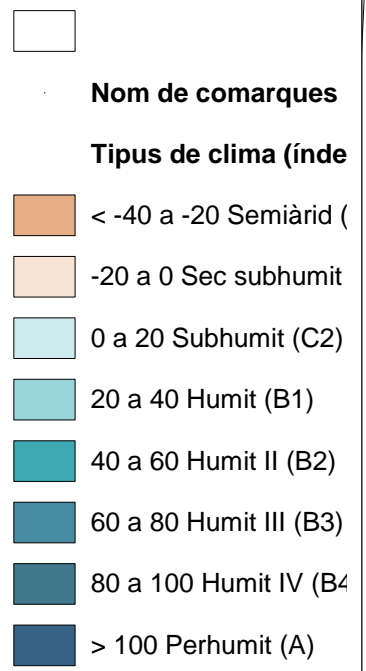 Nom de comarques
Tipus de clima (índe
< -40 a -20 Semiàrid (
-20 a 0 Sec subhumit
0 a 20 Subhumit (C2)
20 a 40 Humit (B1)
40 a 60 Humit II (B2)
60 a 80 Humit III (B3)
80 a 100 Humit IV (B4
> 100 Perhumit (A)